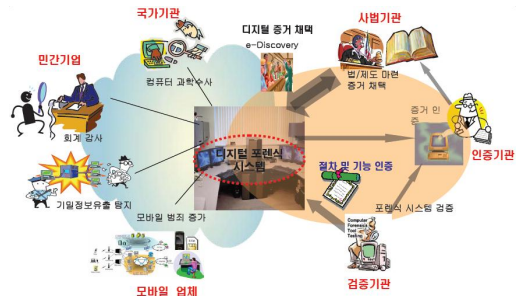 국가기관
디지털 증거 채택
e-Discovery
사법기관
민간기업
컴퓨터 과학수사
법/제도 마련
증거 채택
회계 감사
증거 인
증
디지털 포렌식
시스템
인증기관
절차 및 기능 인증
기밀정보유출 탐지
모바일 범죄 증가
포렌식 시스템 검증
Computer
Forensics
Tool
Testing
모바일 업체
검증기관